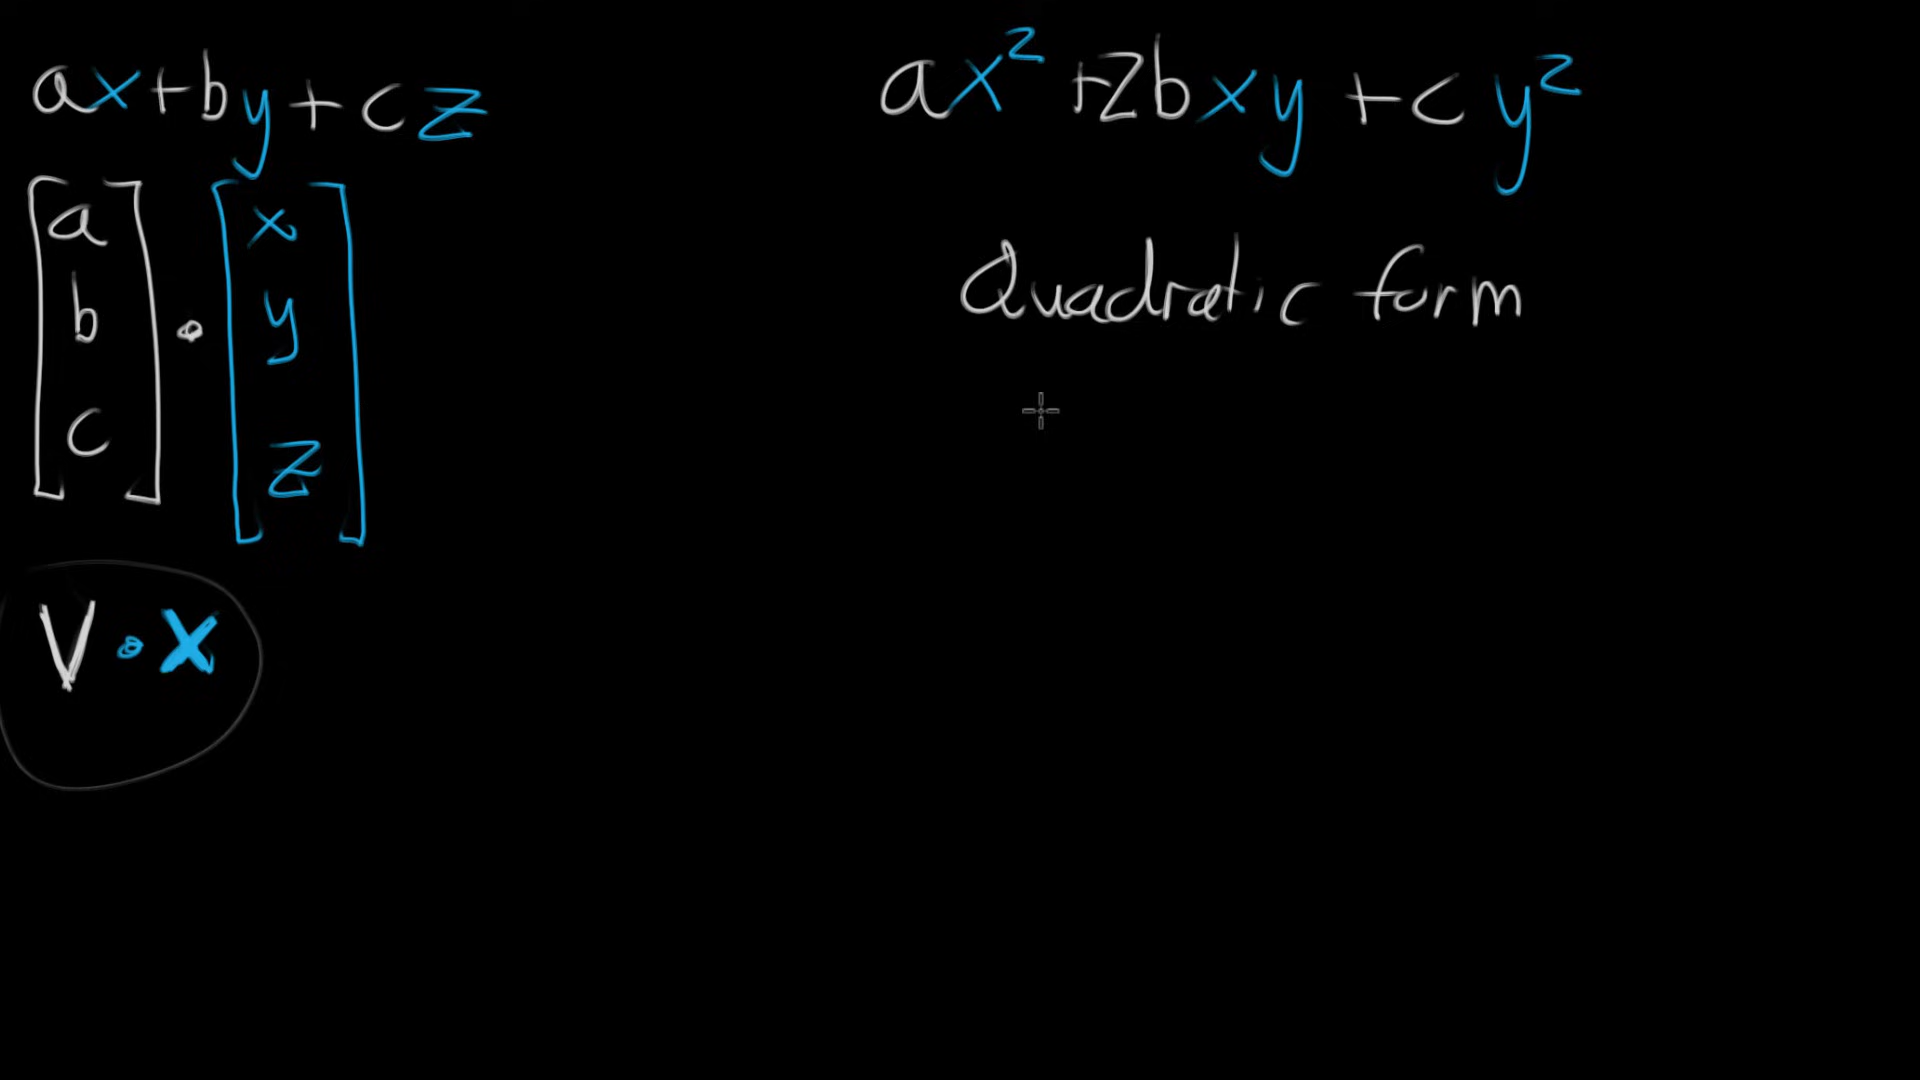 ax+by+cz
[a b c] · [x y z]
V · x
ax²+2bxy+cy²
Quadratic form